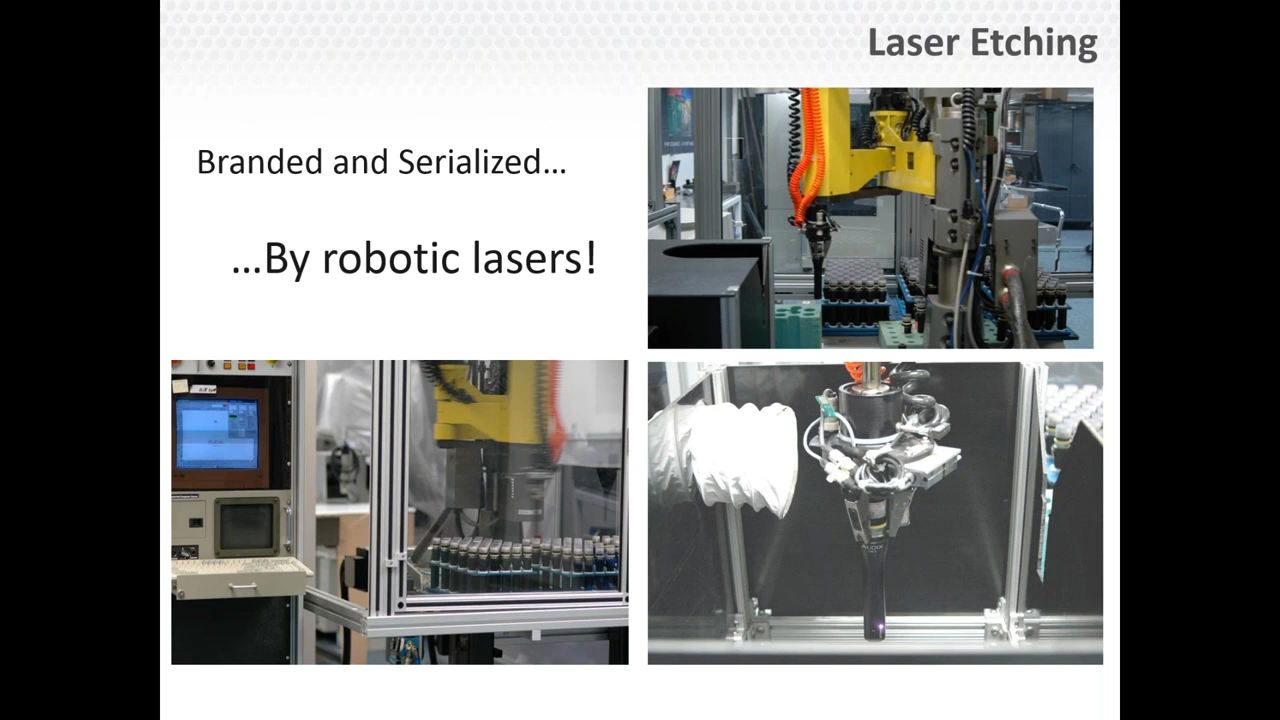 Laser Etching
Branded and Serialized…
…By robotic lasers!